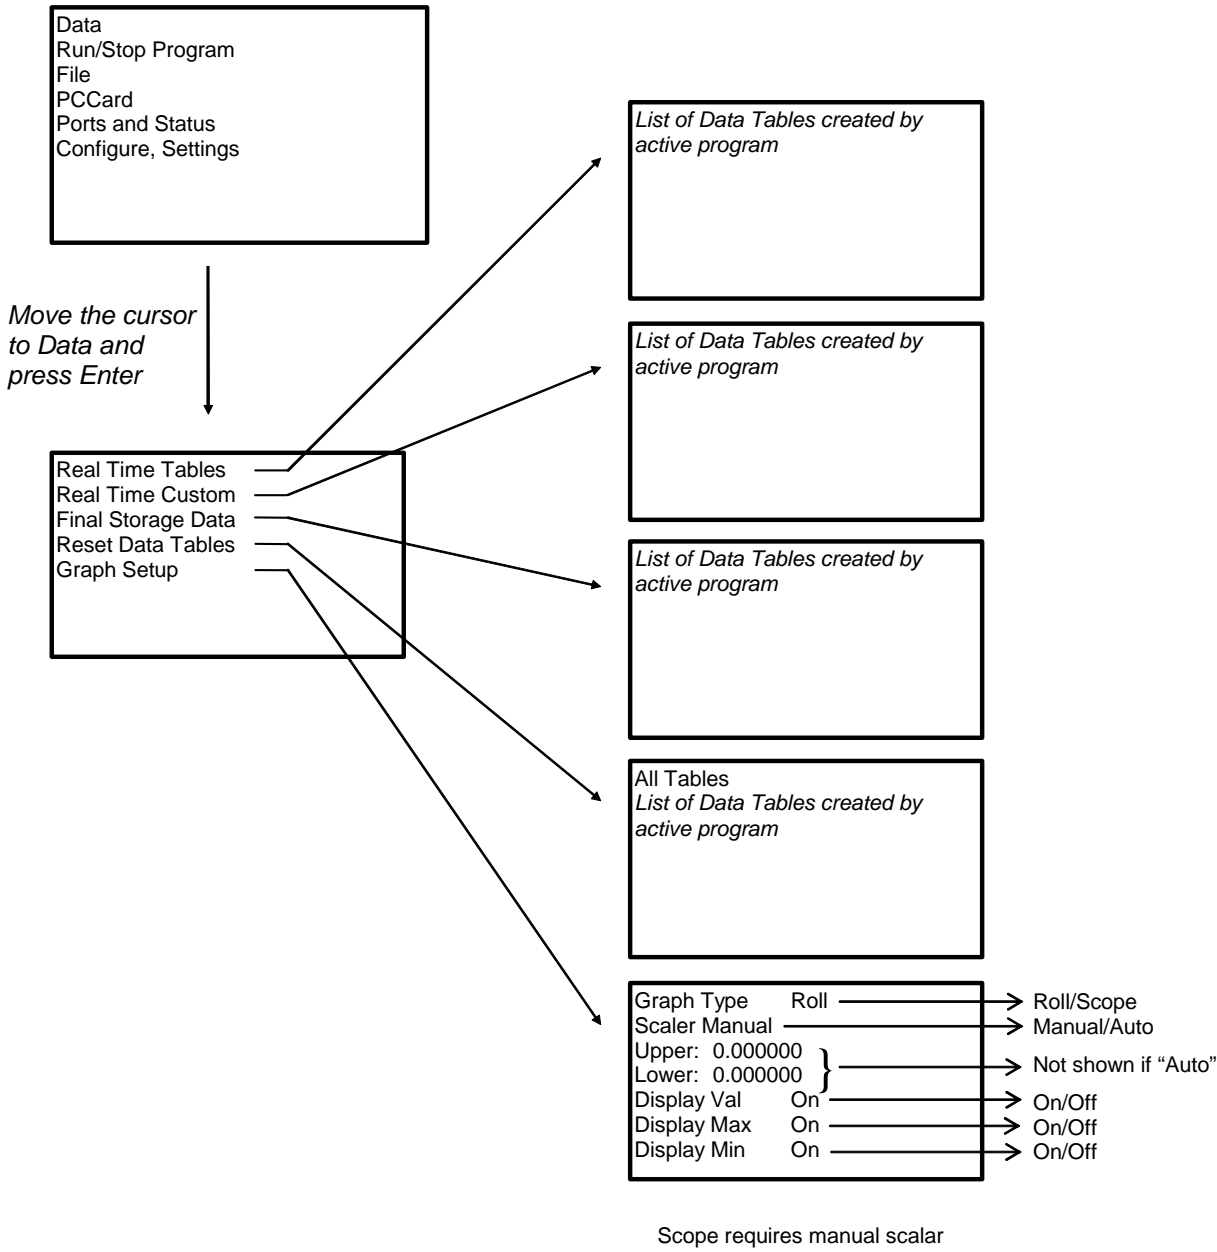 Data
Run/Stop Program
File
PCCard
Ports and Status
Configure, Settings
Move the cursor
to Data and
press Enter
Real Time Tables
Real Time Custom
Final Storage Data
Reset Data Tables
Graph Setup
List of Data Tables created by
active program
List of Data Tables created by
active program
List of Data Tables created by
active program
All Tables
List of Data Tables created by
active program
Graph Type Roll
Scaler Manual
Upper: 0.000000
Lower: 0.000000
Display Val On
Display Max On
Display Min On
Roll/Scope
Manual/Auto
Not shown if “Auto”
On/Off
On/Off
On/Off
Scope requires manual scalar